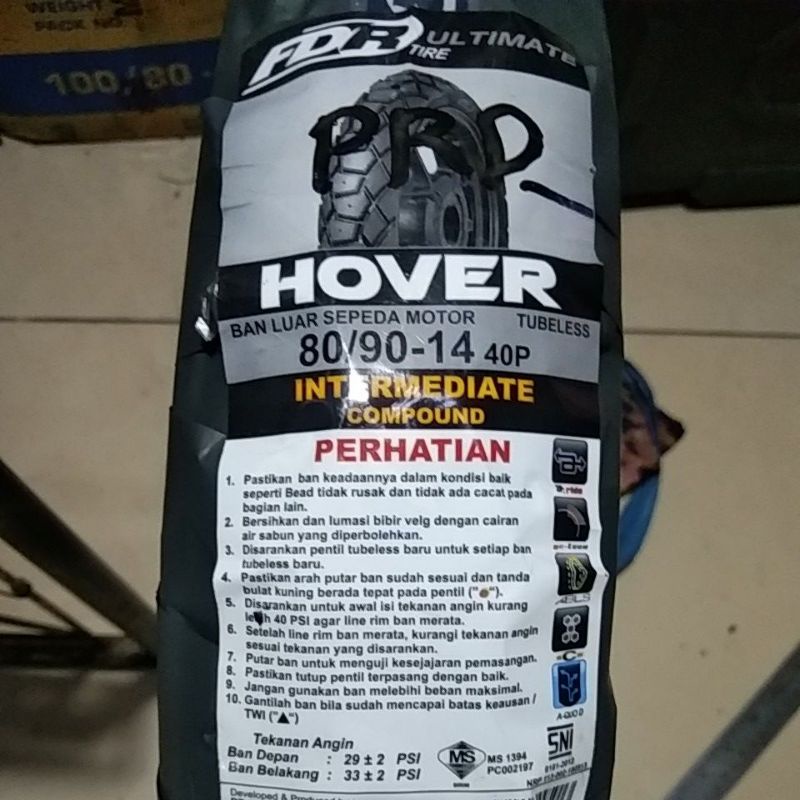 WEIGHT
PACK NO
100/80 -
FDR TIRE ULTIMATE
PRO
HOVER
BAN LUAR SEPEDA MOTOR TUBELESS
80/90-14 40P
INTERMEDIATE
COMPOUND
PERHATIAN
1. Pastikan ban keadaannya dalam kondisi baik
seperti Bead tidak rusak dan tidak ada cacat pada
bagian lain.
2. Bersihkan dan lumasi bibir velg dengan cairan
air sabun yang diperbolehkan.
3. Disarankan pentil tubeless baru untuk setiap ban
tubeless baru.
4. Pastikan arah putar ban sudah sesuai dan tanda
bulat kuning berada tepat pada pentil ("●").
5. Disarankan untuk awal isi tekanan angin kurang
lebih 40 PSI agar line rim ban merata.
6. Setelah line rim ban merata, kurangi tekanan angin
sesuai tekanan yang disarankan.
7. Putar ban untuk menguji kesejajaran pemasangan.
8. Pastikan tutup pentil terpasang dengan baik.
9. Jangan gunakan ban melebihi beban maksimal.
10. Gantilah ban bila sudah mencapai batas keausan /
TWI ("▲")
A-QUO D
Tekanan Angin
Ban Depan : 29 ± 2 PSI
Ban Belakang : 33 ± 2 PSI
MS
SIRIM
MS 1394
PC002197
SNI
Developed &